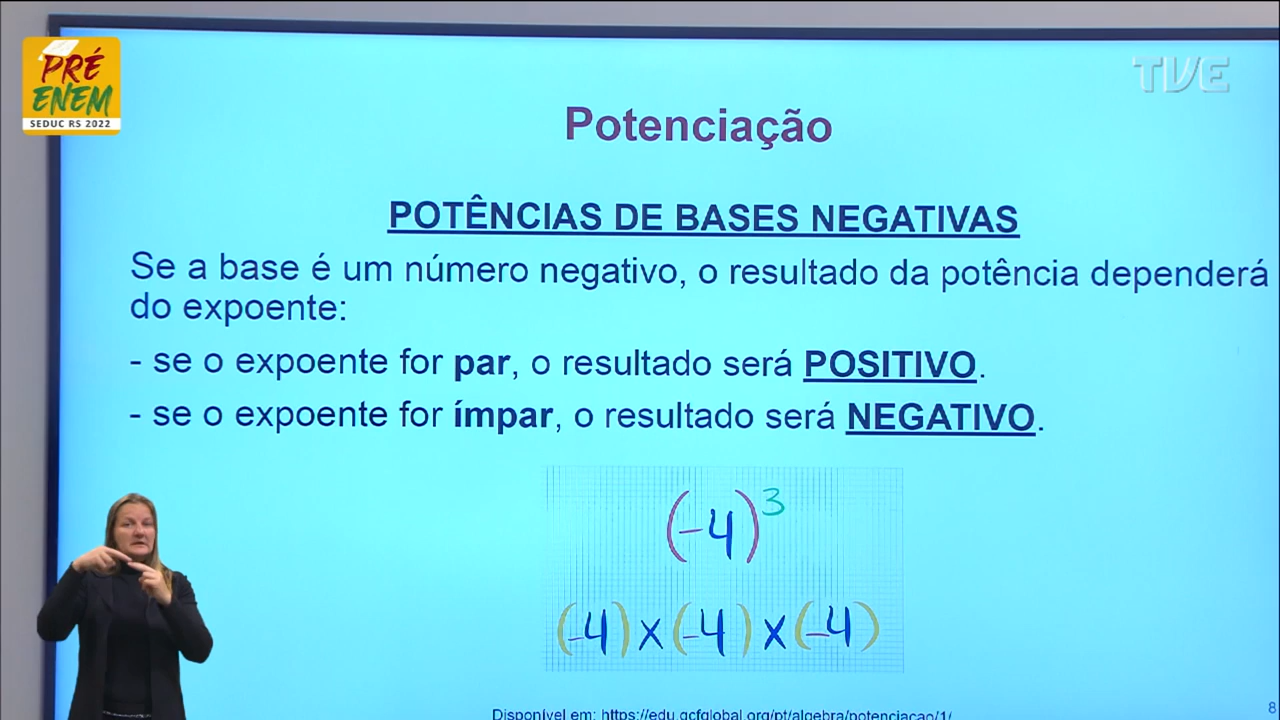 PRÉ
ENEM
SEDUC RS 2022
TVE
Potenciação
POTÊNCIAS DE BASES NEGATIVAS
Se a base é um número negativo, o resultado da potência dependerá
do expoente:
- se o expoente for par, o resultado será POSITIVO.
- se o expoente for ímpar, o resultado será NEGATIVO.
(-4)³
(-4) x (-4) x (-4)
Disponível em: https://edu.gcfglobal.org/pt/algebra/potenciacao/1/
8